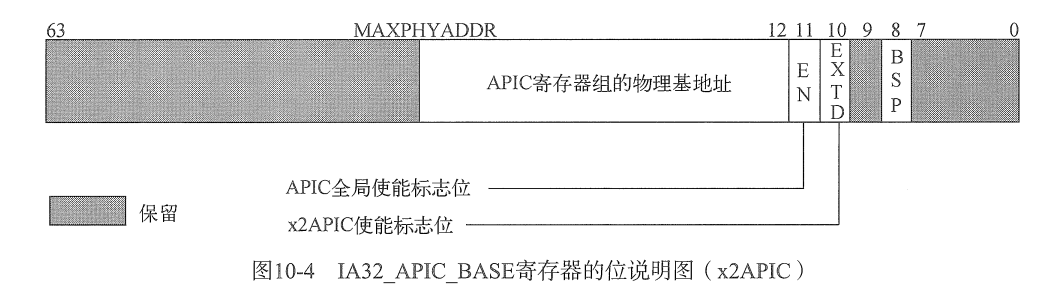 63 MAXPHYADDR 12 11 10 9 8 7 0
APIC寄存器组的物理基地址 EN EXTD BSP
APIC全局使能标志位
x2APIC使能标志位
保留
图10-4 IA32_APIC_BASE寄存器的位说明图（x2APIC）